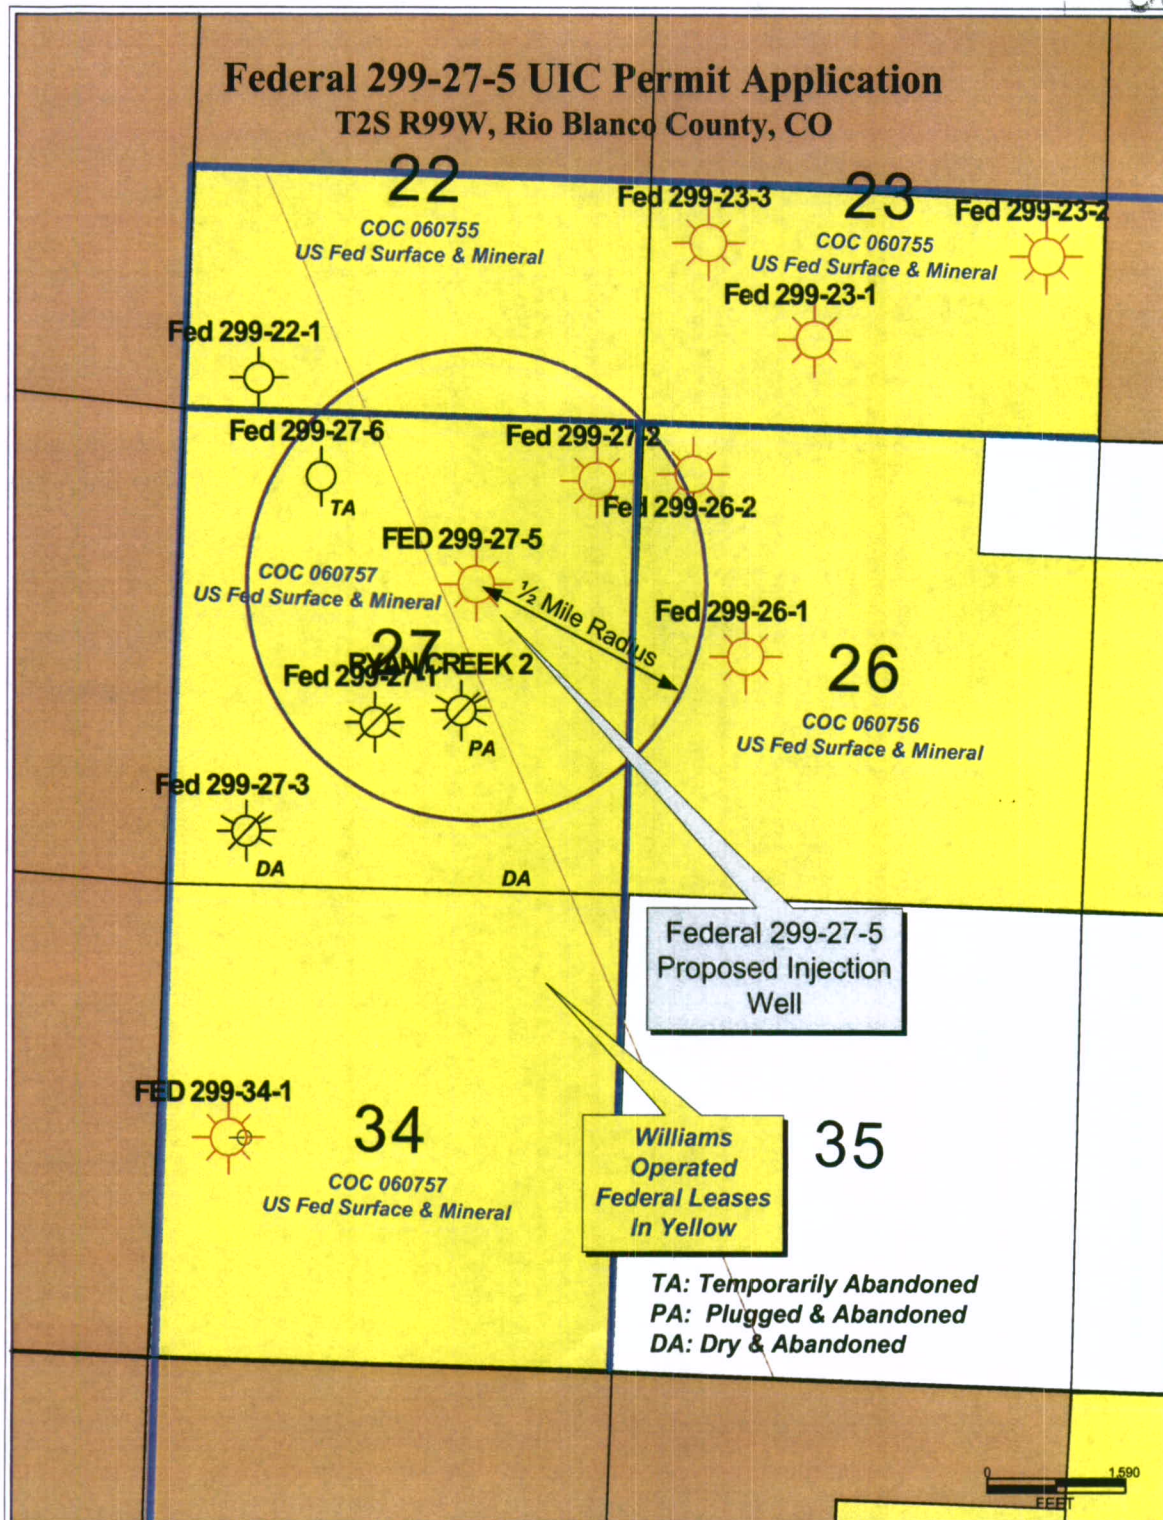 Federal 299-27-5 UIC Permit Application
T2S R99W, Rio Blanco County, CO
22
COC 060755
US Fed Surface & Mineral
Fed 299-23-3
23
Fed 299-23-2
COC 060755
US Fed Surface & Mineral
Fed 299-23-1
Fed 299-22-1
Fed 299-27-6
TA
Fed 299-27-2
Fed 299-26-2
FED 299-27-5
COC 060757
US Fed Surface & Mineral
½ Mile Radius
Fed 299-26-1
27
RYAN CREEK 2
Fed 299-27-1
PA
26
COC 060756
US Fed Surface & Mineral
Fed 299-27-3
DA
DA
Federal 299-27-5
Proposed Injection
Well
FED 299-34-1
34
COC 060757
US Fed Surface & Mineral
Williams
Operated
Federal Leases
In Yellow
35
TA: Temporarily Abandoned
PA: Plugged & Abandoned
DA: Dry & Abandoned
0 1,590
FEET